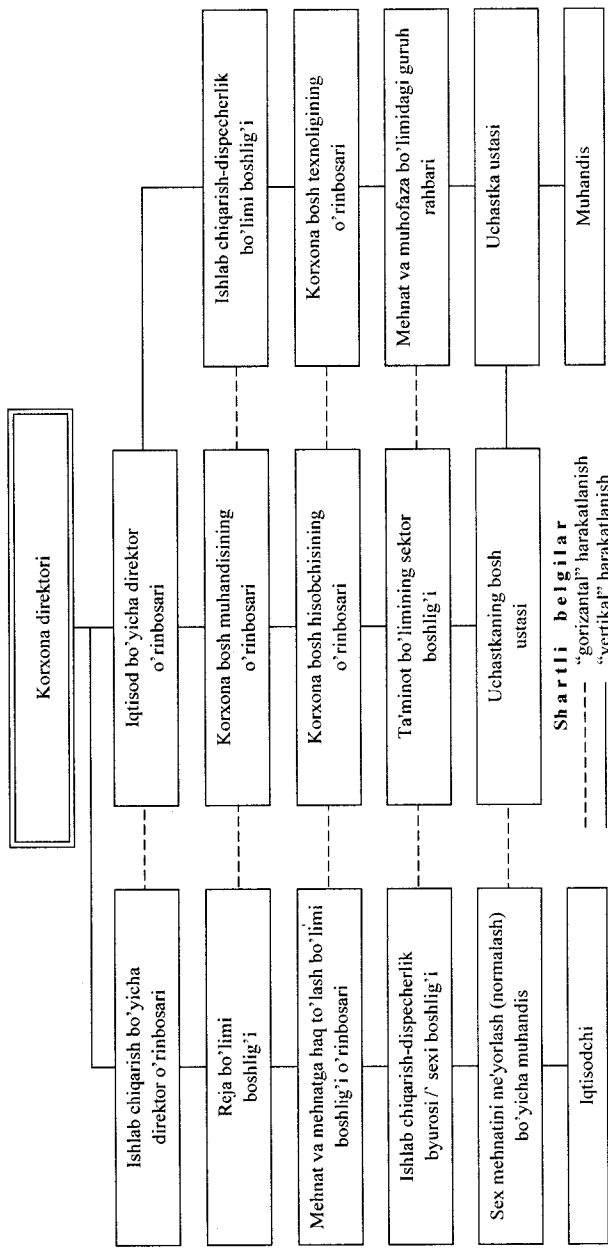 Korxona direktori
Ishlab chiqarish bo'yicha
direktor o'rinbosari
Iqtisod bo'yicha direktor
o'rinbosari
Ishlab chiqarish-dispecherlik
bo'limi boshlig'i
Reja bo'limi
boshlig'i
Korxona bosh muhandisining
o'rinbosari
Korxona bosh texnoligining
o'rinbosari
Mehnat va mehnatga haq to'lash bo'limi
boshlig'i o'rinbosari
Korxona bosh hisobchisining
o'rinbosari
Mehnat va muhofaza bo'limidagi guruh
rahbari
Ishlab chiqarish-dispecherlik
byurosi /` sexi boshlig'i
Ta'minot bo'limining sektor
boshlig'i
Uchastka ustasi
Sex mehnatini me'yorlash (normalash)
bo'yicha muhandis
Uchastkaning bosh
ustasi
Muhandis
Iqtisodchi
Shartli belgilar
"gorizantal" harakatlanish
"vertikal" harakatlanish